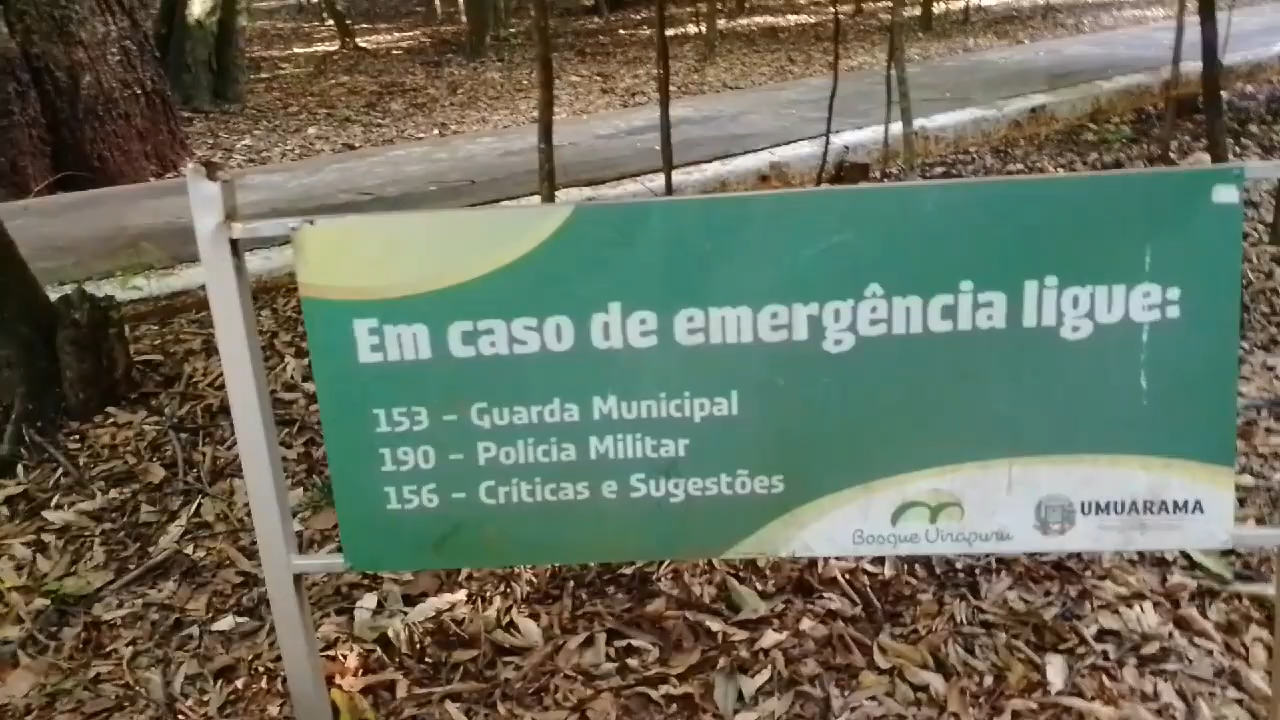 Em caso de emergência ligue:
153 - Guarda Municipal
190 - Polícia Militar
156 - Críticas e Sugestões
Bosque Uirapuru
UMUARAMA